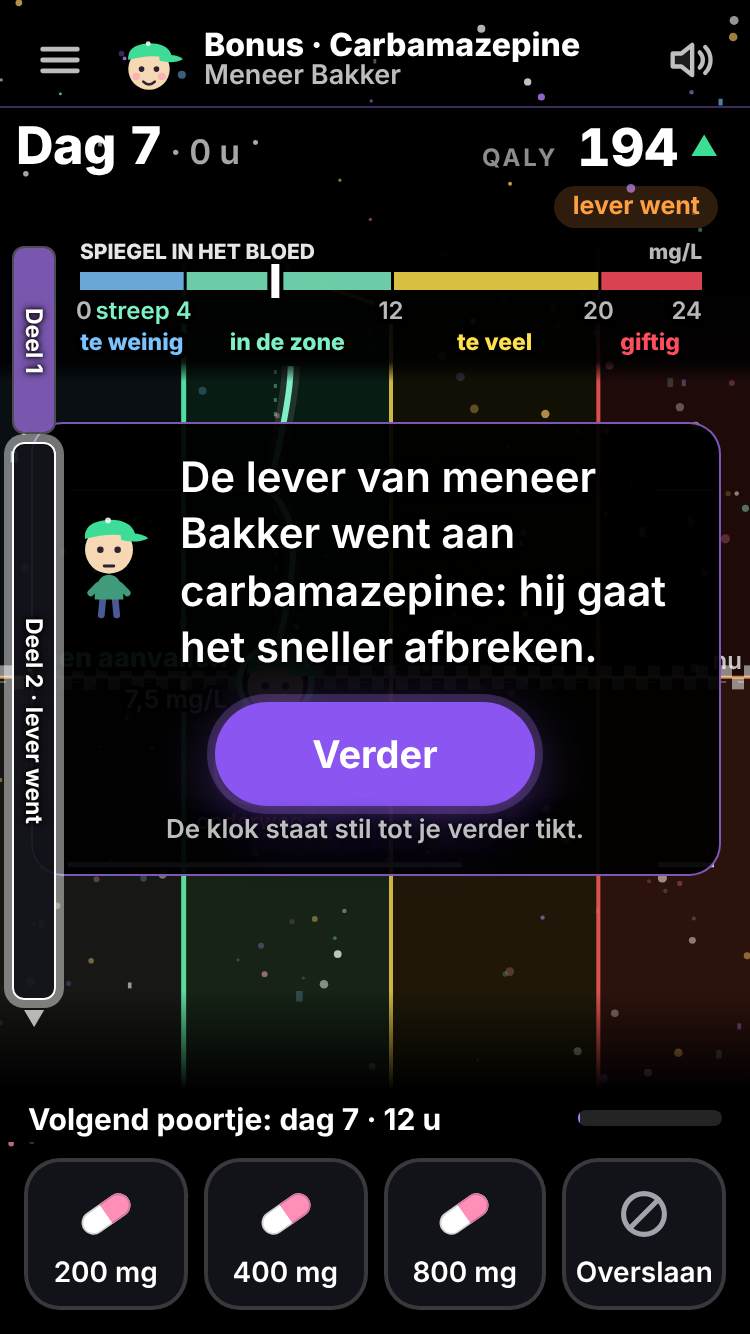 Bonus · Carbamazepine
Meneer Bakker
Dag 7 · 0 u
QALY 194
lever went
SPIEGEL IN HET BLOED mg/L
0 streep 4 12 20 24
te weinig in de zone te veel giftig
Deel 1
De lever van meneer
Bakker went aan
carbamazepine: hij gaat
het sneller afbreken.
en aanva
nu
7,5 mg/L
Verder
De klok staat stil tot je verder tikt.
Deel 2 · lever went
Volgend poortje: dag 7 · 12 u
200 mg 400 mg 800 mg Overslaan